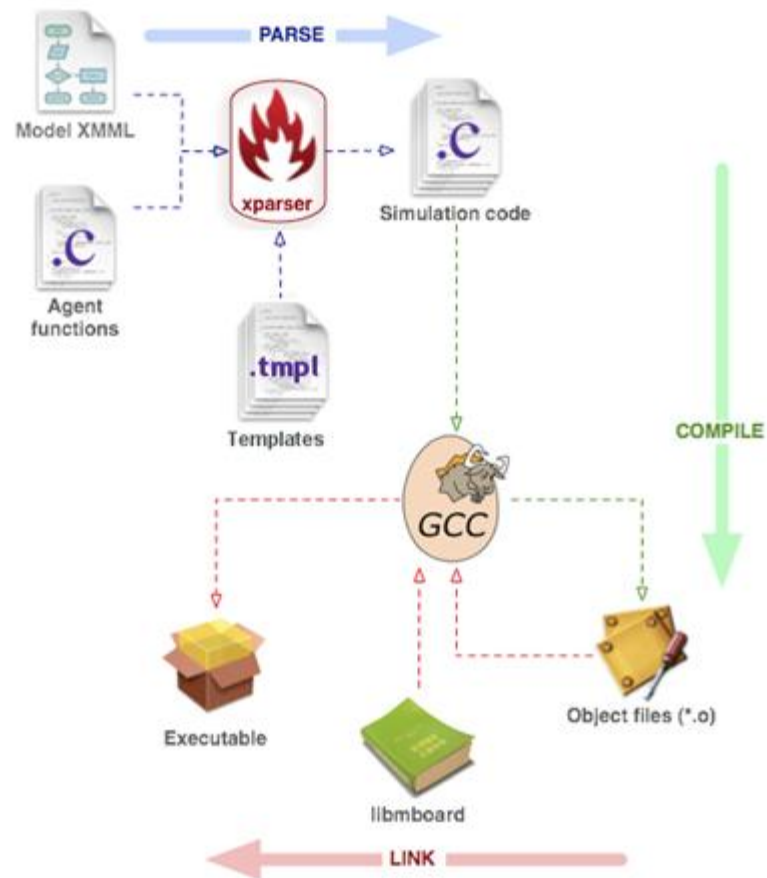 PARSE
Model XMML
xparser
.c
Simulation code
.c
Agent
functions
.tmpl
Templates
COMPILE
GCC
Executable
Object files (*.o)
libmboard
LINK